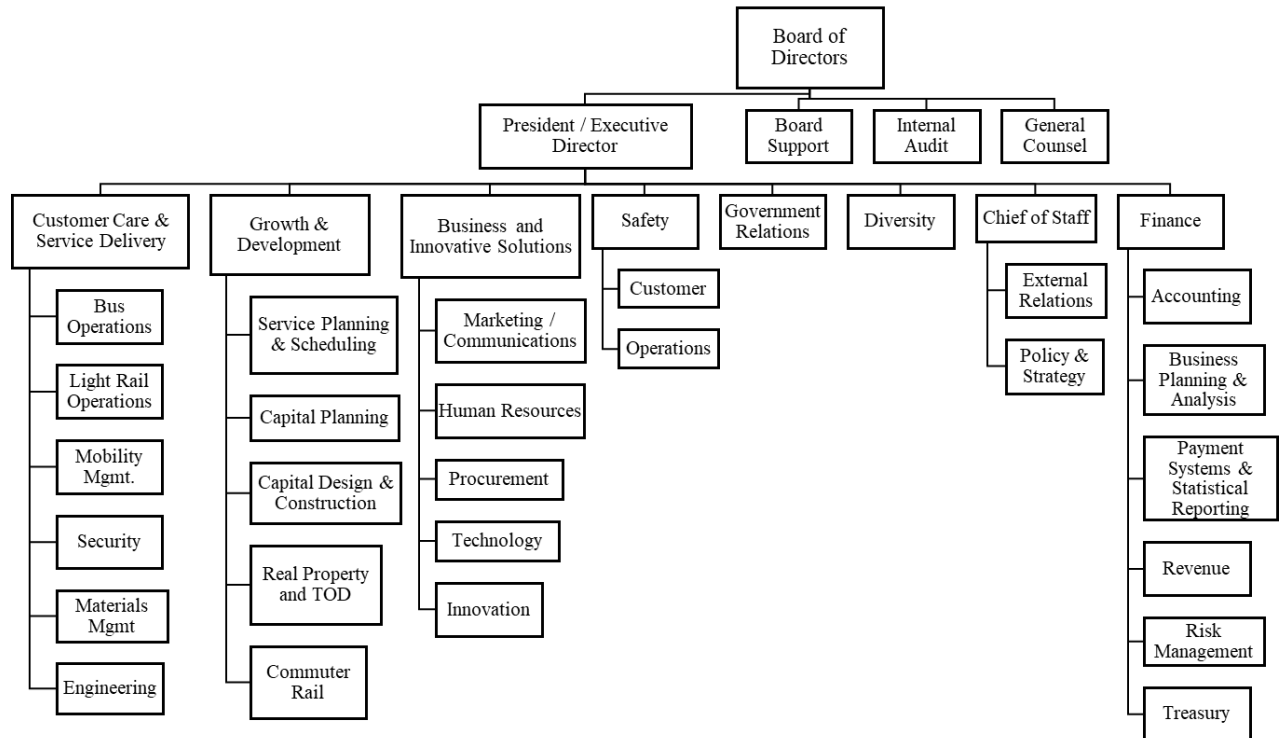 Board of
Directors
President / Executive
Director
Board
Support
Internal
Audit
General
Counsel
Customer Care &
Service Delivery
Growth &
Development
Business and
Innovative Solutions
Safety
Government
Relations
Diversity
Chief of Staff
Finance
Bus
Operations
Light Rail
Operations
Mobility
Mgmt.
Security
Materials
Mgmt
Engineering
Service Planning
& Scheduling
Capital Planning
Capital Design &
Construction
Real Property
and TOD
Commuter
Rail
Marketing /
Communications
Human Resources
Procurement
Technology
Innovation
Customer
Operations
External
Relations
Policy &
Strategy
Accounting
Business
Planning &
Analysis
Payment
Systems &
Statistical
Reporting
Revenue
Risk
Management
Treasury